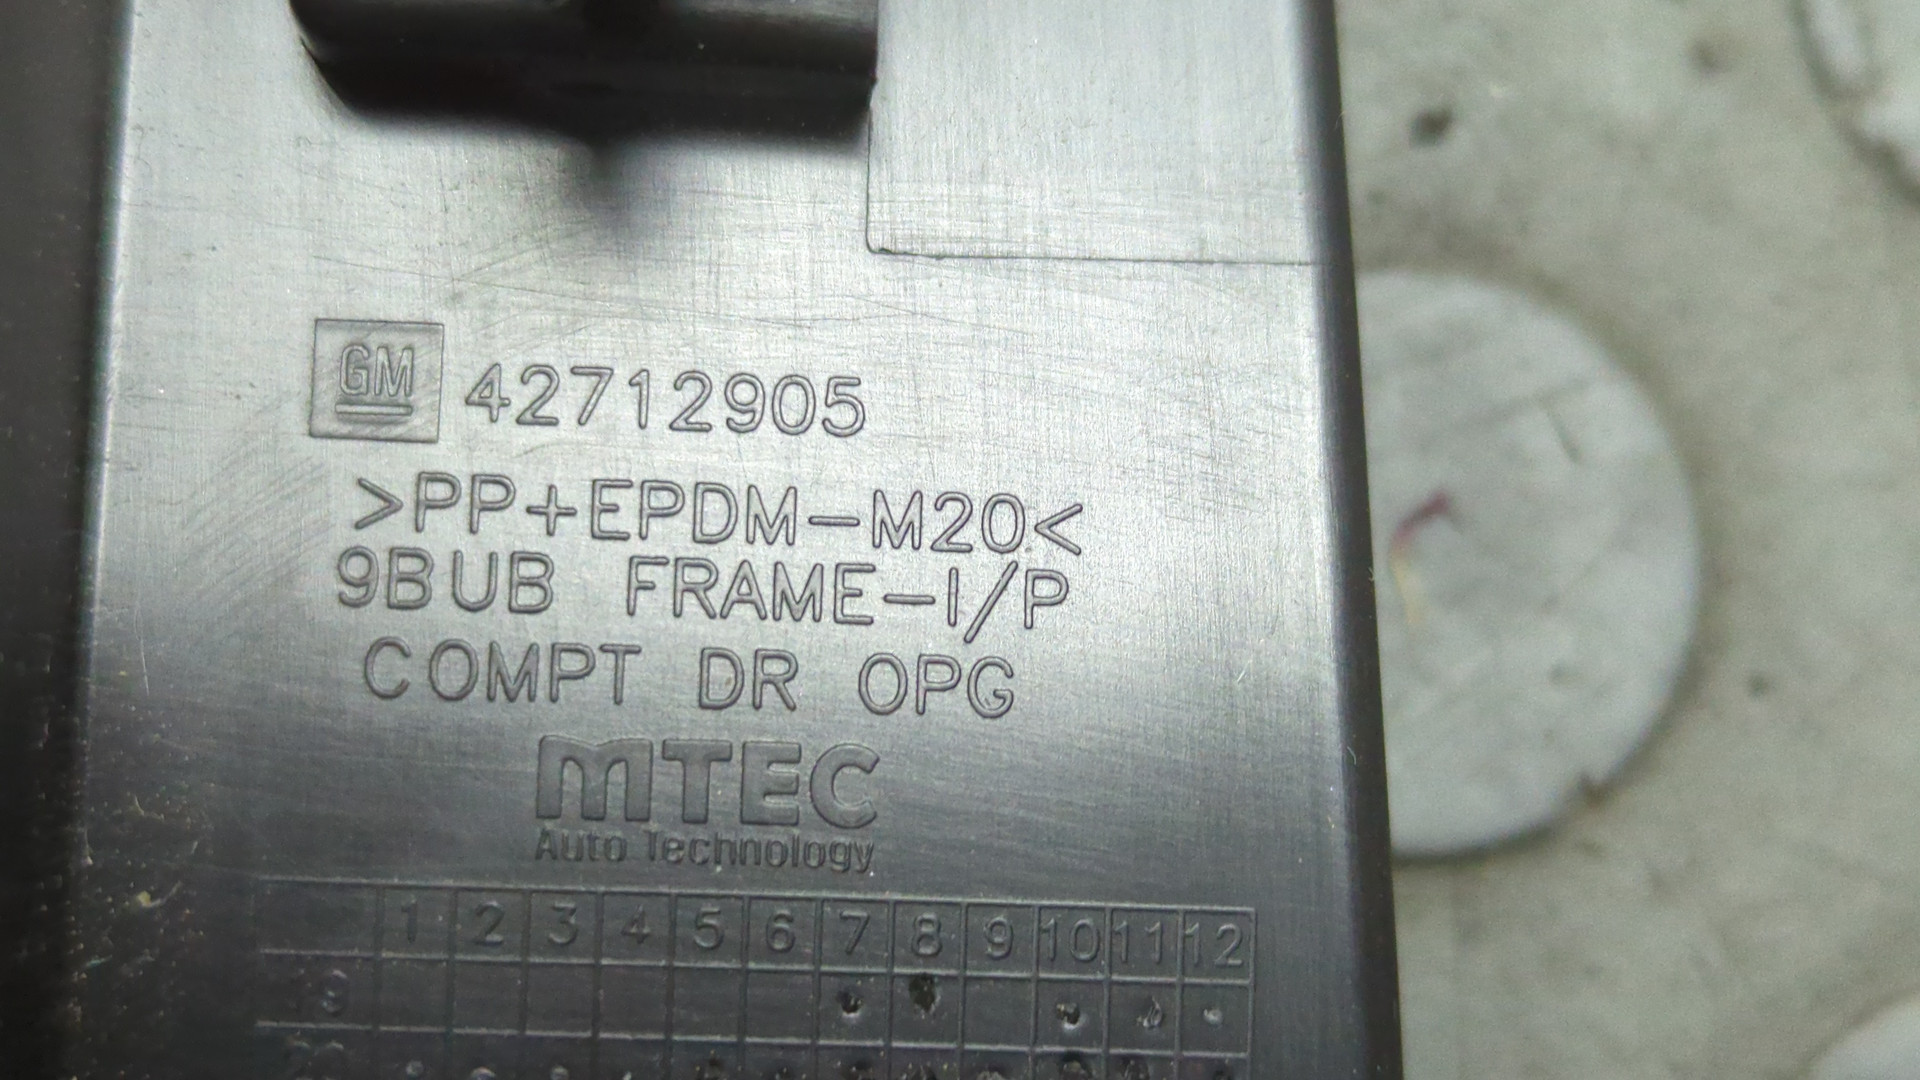 GM 42712905
>PP+EPDM-M20<
9BUB FRAME-I/P
COMPT DR OPG
MTEC
Auto Technology
1 2 3 4 5 6 7 8 9 10 11 12
19